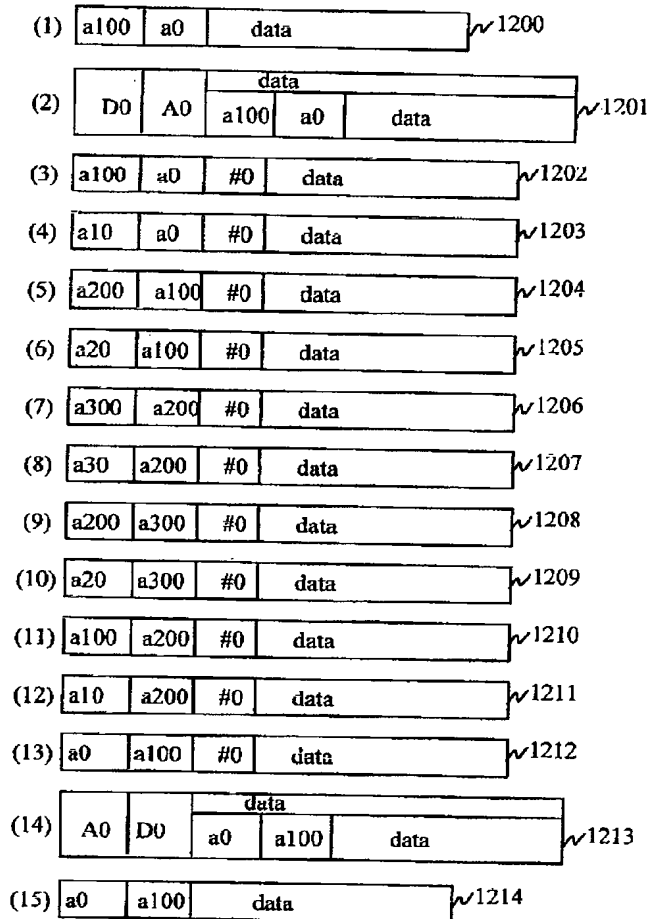 (1) a100 a0 data 1200
data
(2) D0 A0 a100 a0 data 1201
(3) a100 a0 #0 data 1202
(4) a10 a0 #0 data 1203
(5) a200 a100 #0 data 1204
(6) a20 a100 #0 data 1205
(7) a300 a200 #0 data 1206
(8) a30 a200 #0 data 1207
(9) a200 a300 #0 data 1208
(10) a20 a300 #0 data 1209
(11) a100 a200 #0 data 1210
(12) a10 a200 #0 data 1211
(13) a0 a100 #0 data 1212
data
(14) A0 D0 a0 a100 data 1213
(15) a0 a100 data 1214